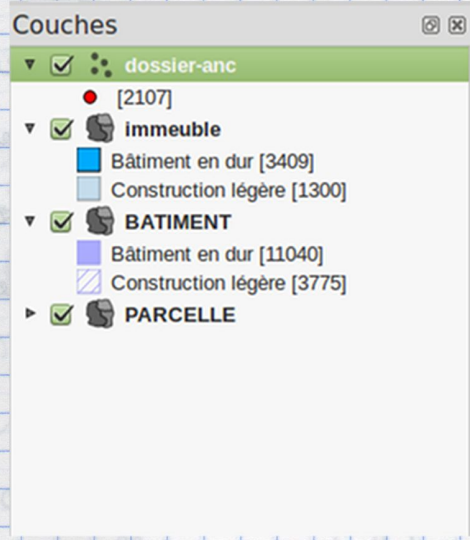 Couches
dossier-anc
[2107]
immeuble
Bâtiment en dur [3409]
Construction légère [1300]
BATIMENT
Bâtiment en dur [11040]
Construction légère [3775]
PARCELLE